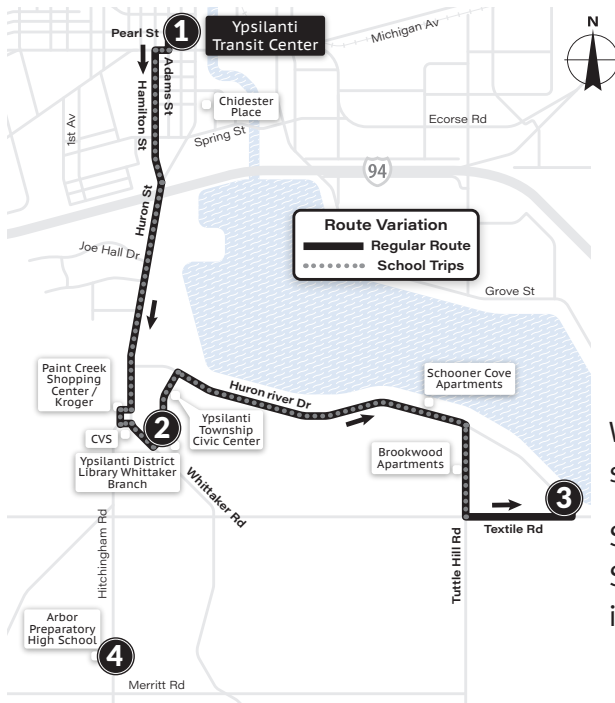 Pearl St
1
Ypsilanti
Transit Center
Michigan Av
N
Adams St
Hamilton St
1st Av
Chidester
Place
Spring St
Ecorse Rd
94
Huron St
Route Variation
Regular Route
School Trips
Joe Hall Dr
Grove St
Paint Creek
Shopping
Center /
Kroger
Huron river Dr
Schooner Cove
Apartments
2
CVS
Ypsilanti
Township
Civic Center
Ypsilanti District
Library Whittaker
Branch
Brookwood
Apartments
Whittaker Rd
3
Textile Rd
Tuttle Hill Rd
Hitchingham Rd
Arbor
Preparatory
High School
4
Merritt Rd
W
s
S
S
i